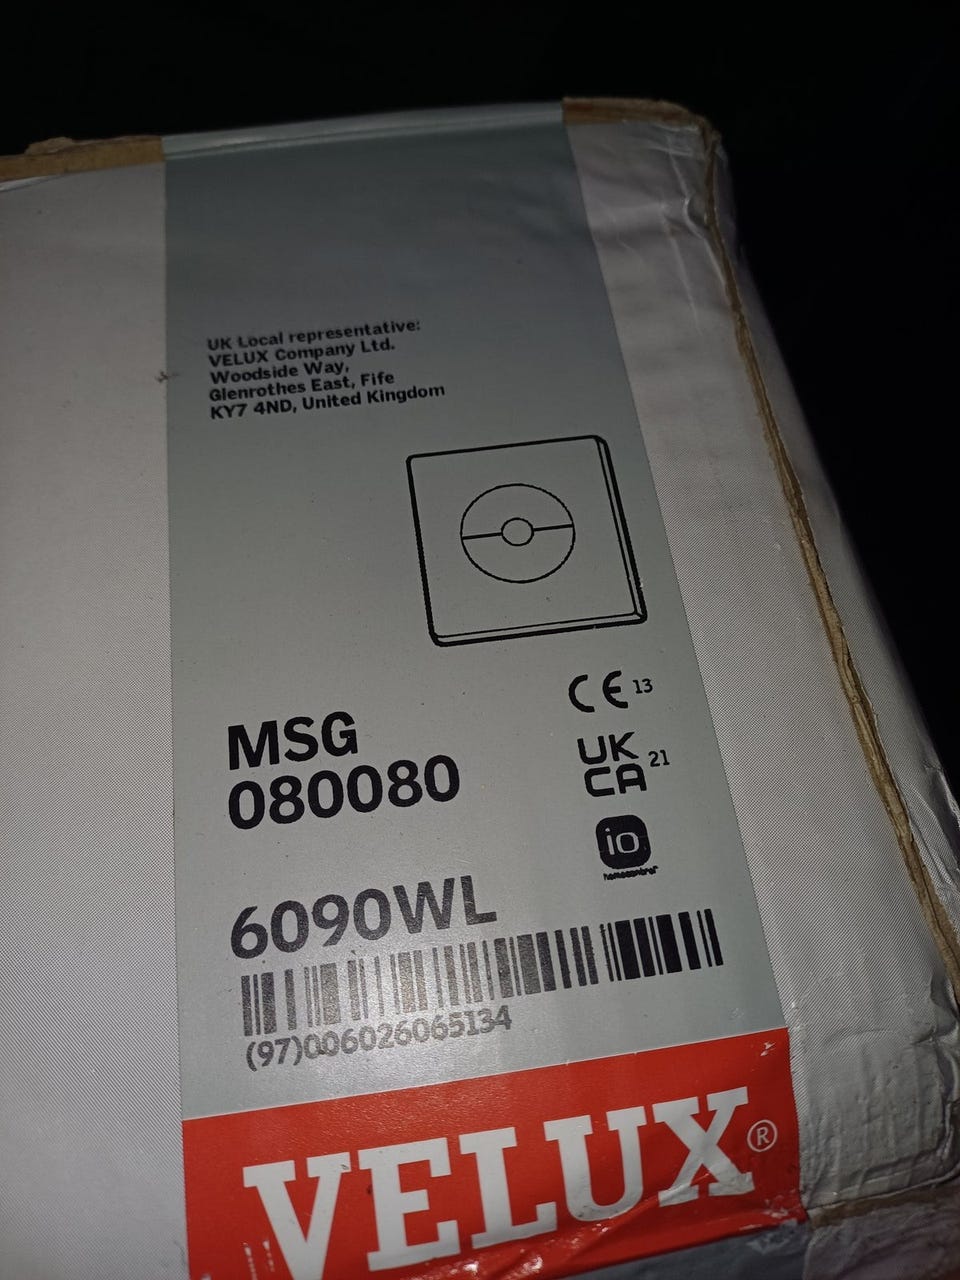 UK Local representative:
VELUX Company Ltd.
Woodside Way,
Glenrothes East, Fife
KY7 4ND, United Kingdom
CE 13
MSG
080080
UK
CA 21
io
homecontrol®
6090WL
(97)006026065134
VELUX®